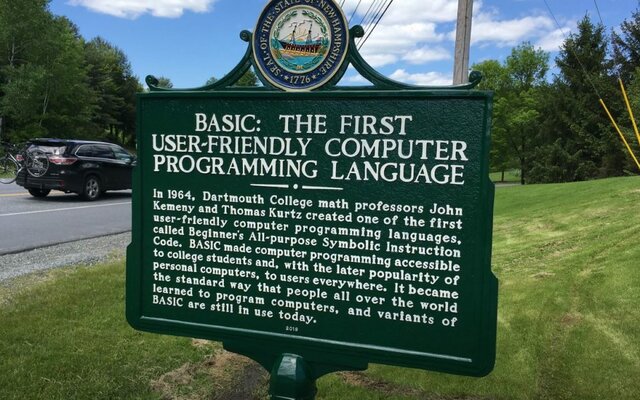 SEAL OF THE STATE OF NEW HAMPSHIRE
1776
BASIC: THE FIRST
USER-FRIENDLY COMPUTER
PROGRAMMING LANGUAGE
In 1964, Dartmouth College math professors John
Kemeny and Thomas Kurtz created one of the first
user-friendly computer programming languages,
called Beginner's All-purpose Symbolic Instruction
Code. BASIC made computer programming accessible
to college students and, with the later popularity of
personal computers, to users everywhere. It became
the standard way that people all over the world
learned to program computers, and variants of
BASIC are still in use today.
2018